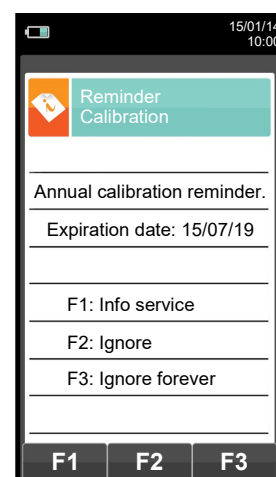 15/01/14
10:00
Reminder
Calibration
Annual calibration reminder.
Expiration date: 15/07/19
F1: Info service
F2: Ignore
F3: Ignore forever
F1 F2 F3